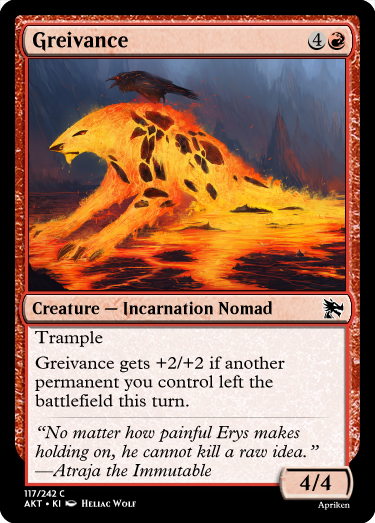 Greivance 4
Creature — Incarnation Nomad
Trample
Greivance gets +2/+2 if another
permanent you control left the
battlefield this turn.
“No matter how painful Erys makes
holding on, he cannot kill a raw idea.”
—Atraja the Immutable
4/4
117/242 C
AKT • KI Heliac Wolf
Apriken